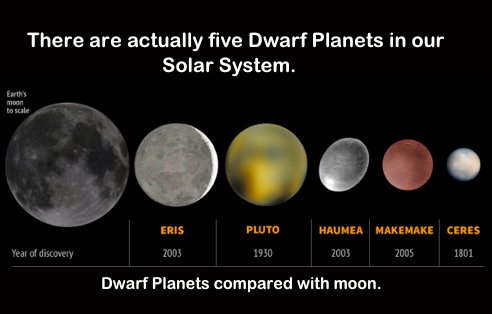 There are actually five Dwarf Planets in our
Solar System.
Earth's
moon
to scale
ERIS PLUTO HAUMEA MAKEMAKE CERES
Year of discovery 2003 1930 2003 2005 1801
Dwarf Planets compared with moon.